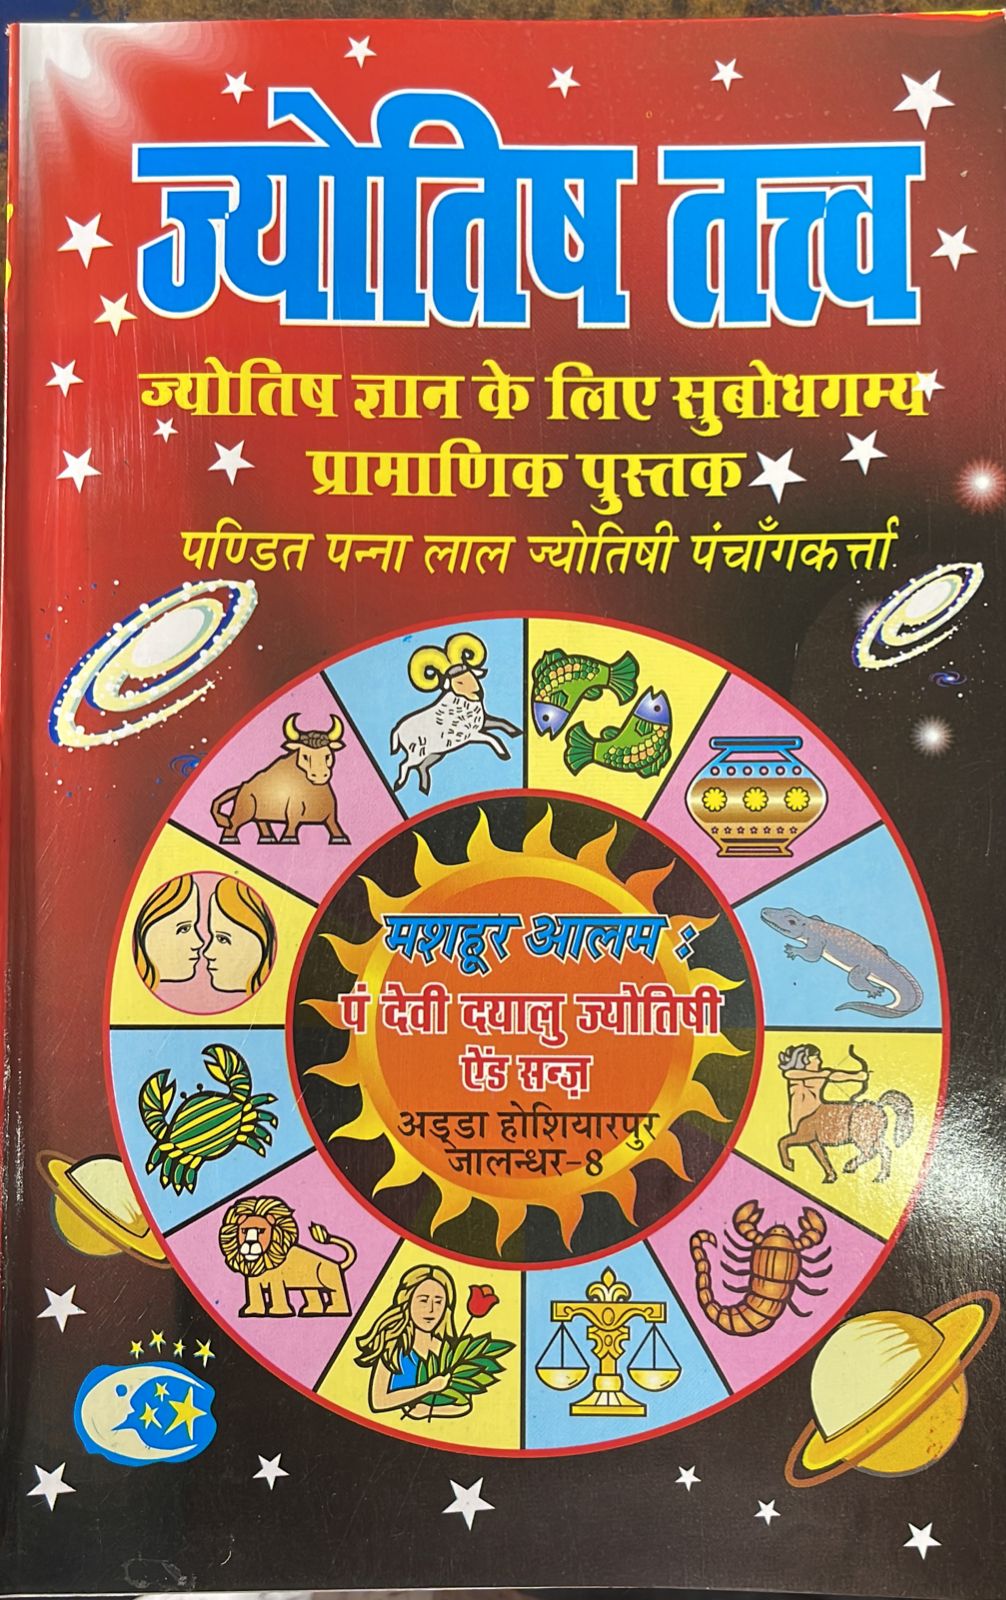 ज्योतिष तत्त्व
ज्योतिष ज्ञान के लिए सुबोधगम्य
प्रामाणिक पुस्तक
पण्डित पन्ना लाल ज्योतिषी पंचाँगकर्त्ता
मशहूर आलम :
पं देवी दयालु ज्योतिषी
ऐंड सन्ज़
अड्डा होशियारपुर
जालन्धर-8